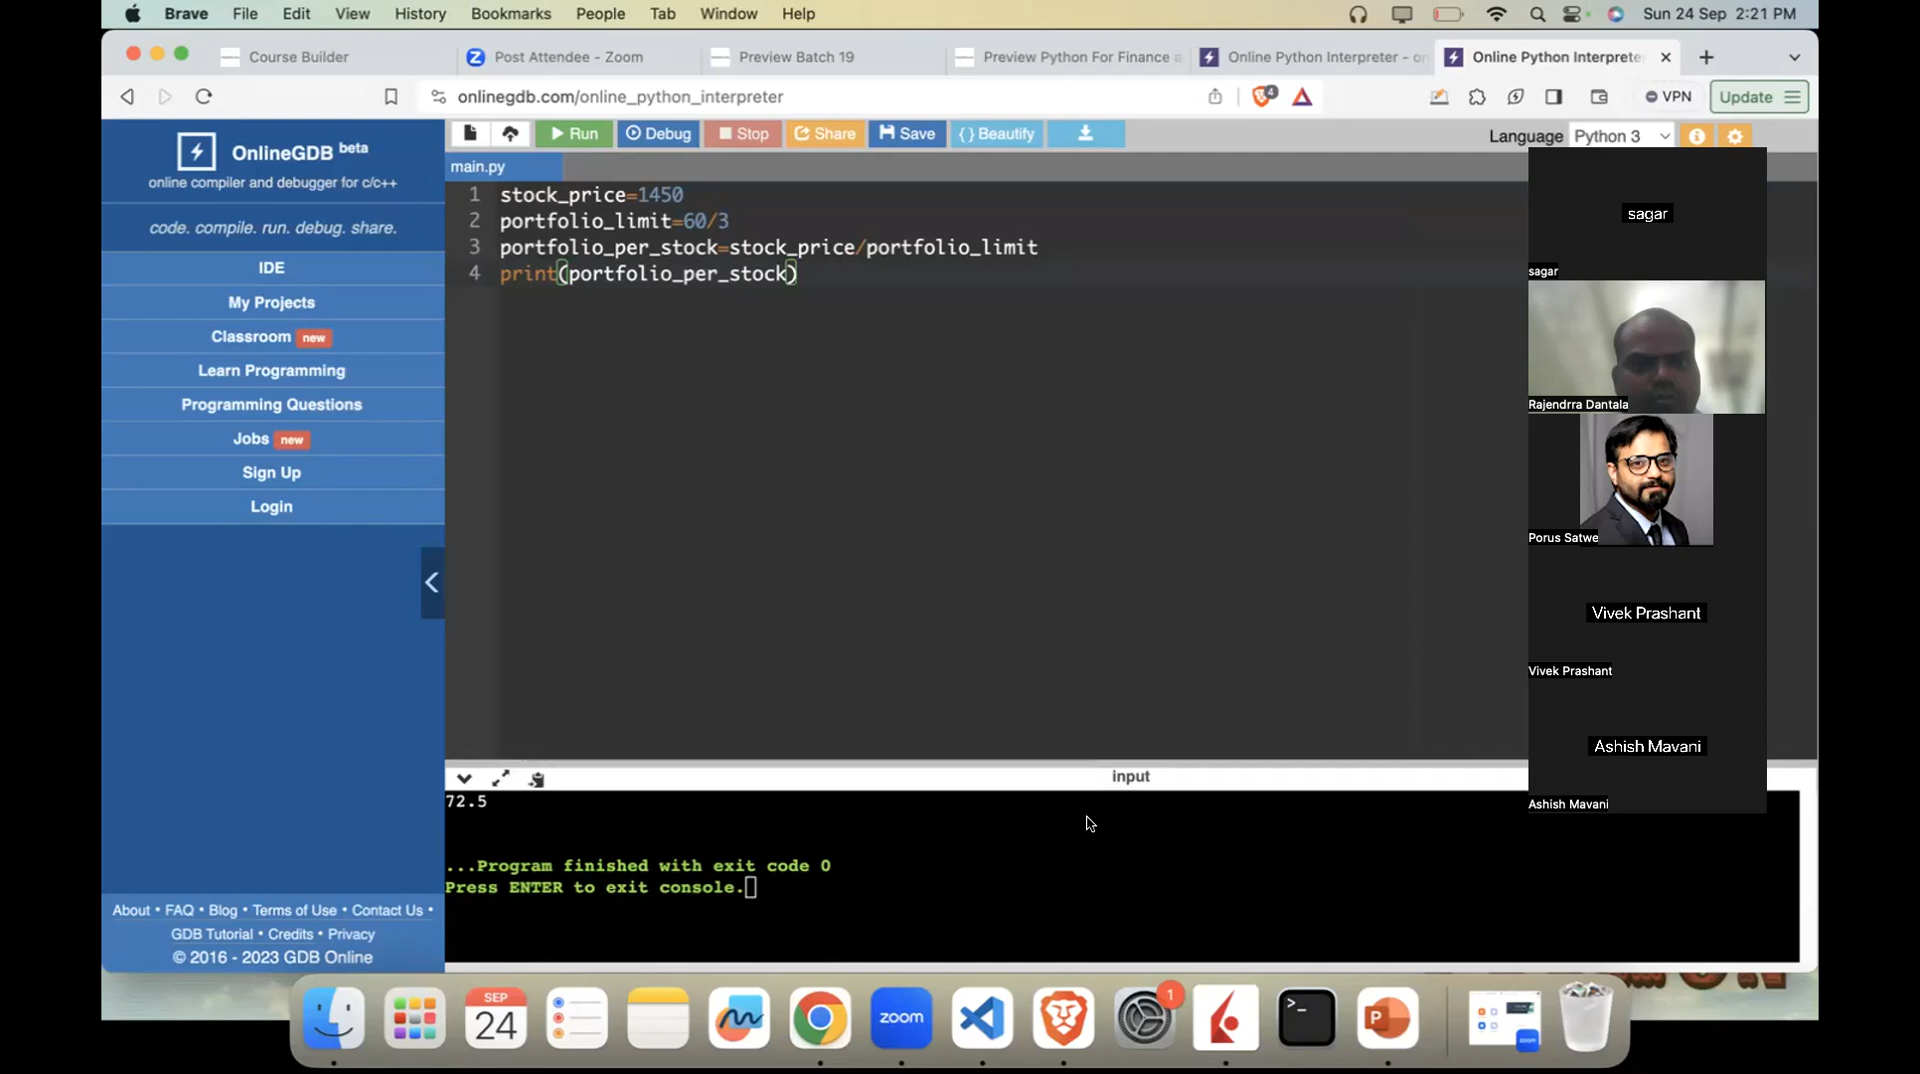 Brave File Edit View History Bookmarks People Tab Window Help Sun 24 Sep 2:21 PM
Course Builder Post Attendee - Zoom Preview Batch 19 Preview Python For Finance a Online Python Interpreter - on Online Python Interprete
onlinegdb.com/online_python_interpreter 4 VPN Update
OnlineGDB beta
online compiler and debugger for c/c++
code. compile. run. debug. share.
IDE
My Projects
Classroom new
Learn Programming
Programming Questions
Jobs new
Sign Up
Login
About • FAQ • Blog • Terms of Use • Contact Us •
GDB Tutorial • Credits • Privacy
© 2016 - 2023 GDB Online
Run Debug Stop Share Save { } Beautify
Language Python 3
main.py
1 stock_price=1450
2 portfolio_limit=60/3
3 portfolio_per_stock=stock_price/portfolio_limit
4 print(portfolio_per_stock)
input
72.5
...Program finished with exit code 0
Press ENTER to exit console.
sagar
sagar
Rajendrra Dantala
Porus Satwe
Vivek Prashant
Vivek Prashant
Ashish Mavani
Ashish Mavani
SEP
24
zoom
1
P
zoom